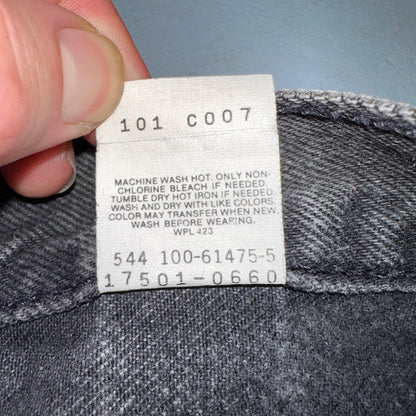 101 C007
MACHINE WASH HOT. ONLY NON-
CHLORINE BLEACH IF NEEDED.
TUMBLE DRY HOT IRON IF NEEDED.
WASH AND DRY WITH LIKE COLORS.
COLOR MAY TRANSFER WHEN NEW.
WASH BEFORE WEARING.
WPL 423
544 100-61475-5
17501-0660